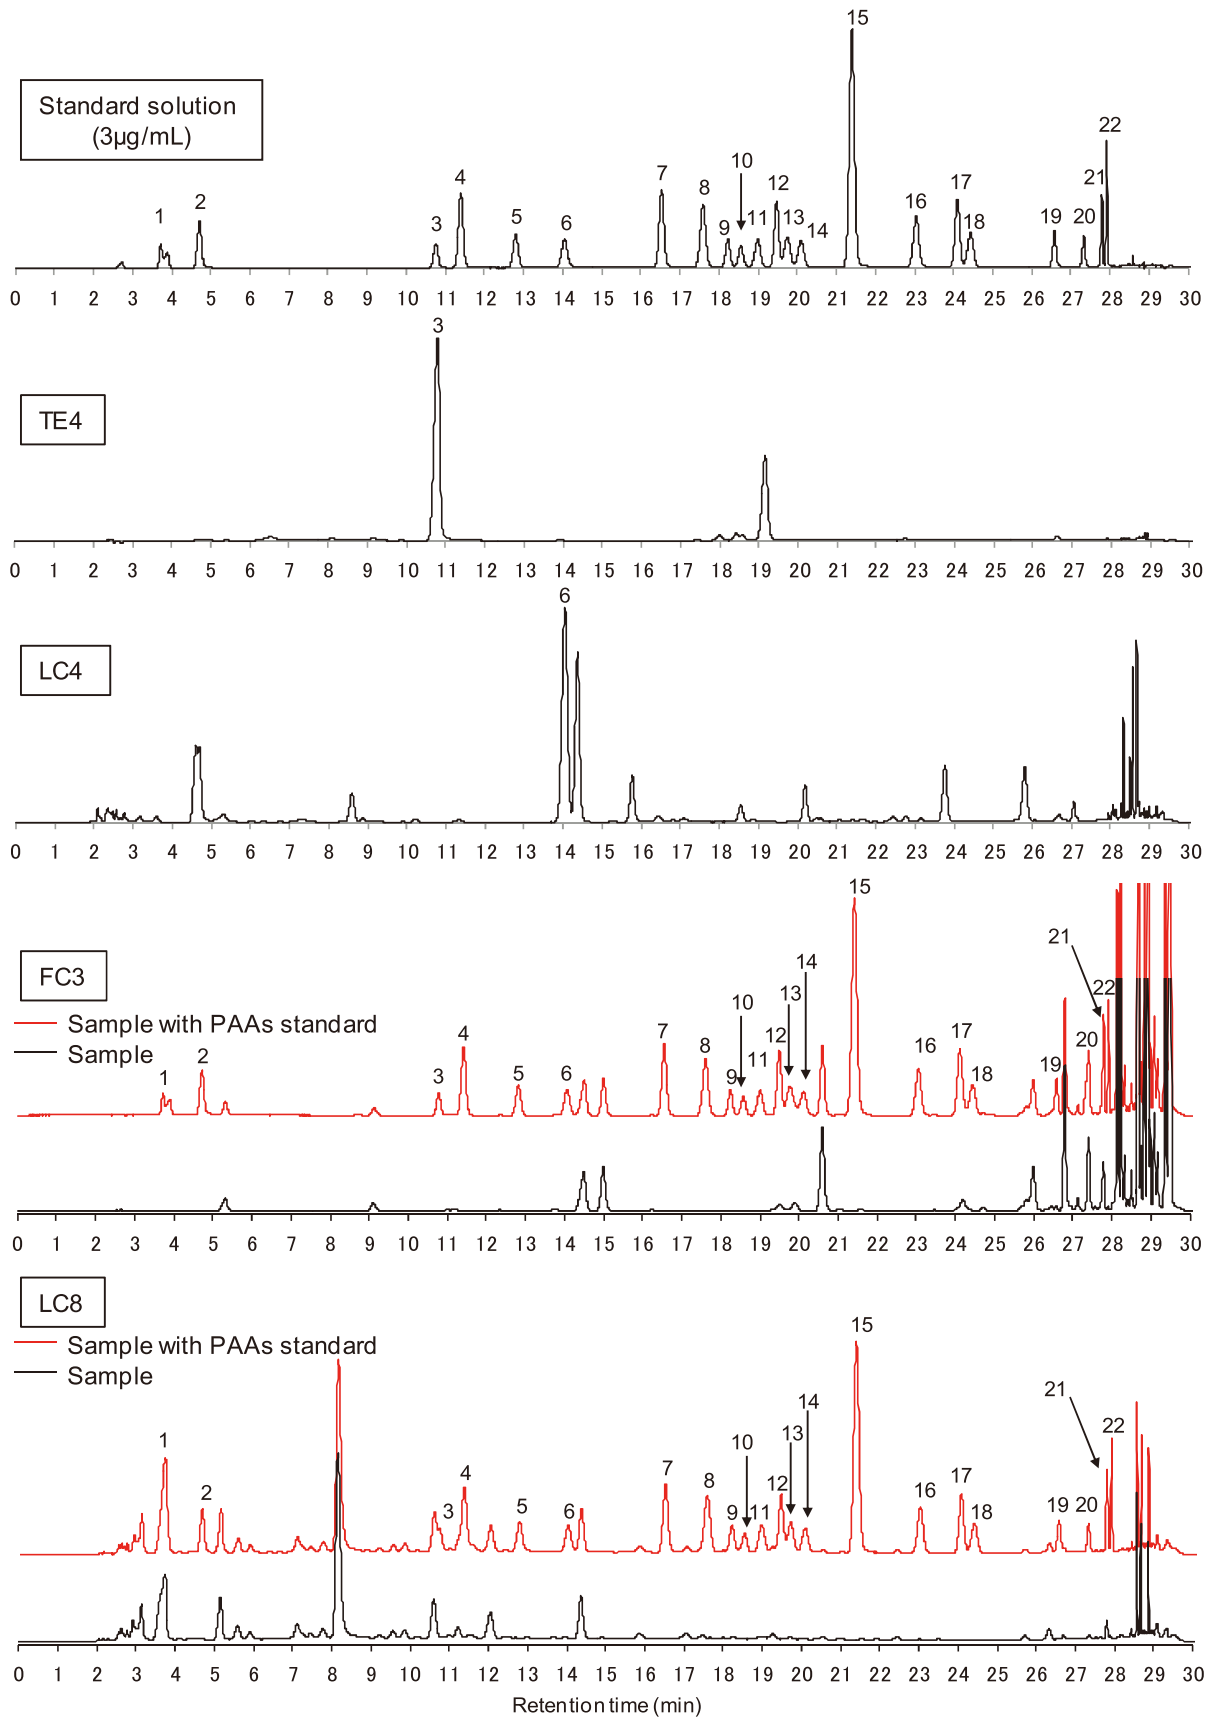 15
Standard solution
(3µg/mL)
22
10
4 7 12 21
1 2 3 5 6 8 9 11 13 14 16 17 18 19 20
0 1 2 3 4 5 6 7 8 9 10 11 12 13 14 15 16 17 18 19 20 21 22 23 24 25 26 27 28 29 30
3
TE4
0 1 2 3 4 5 6 7 8 9 10 11 12 13 14 15 16 17 18 19 20 21 22 23 24 25 26 27 28 29 30
6
LC4
0 1 2 3 4 5 6 7 8 9 10 11 12 13 14 15 16 17 18 19 20 21 22 23 24 25 26 27 28 29 30
15
21
14
FC3
13 22
10
Sample with PAAs standard
4 7 8 11 12 16 17 20
Sample
1 2 3 5 6 9 18 19
0 1 2 3 4 5 6 7 8 9 10 11 12 13 14 15 16 17 18 19 20 21 22 23 24 25 26 27 28 29 30
LC8
15
Sample with PAAs standard
Sample
21
14
22
13
1 10
4 7 8 12 17
2 3 5 6 9 11 16 18 19 20
0 1 2 3 4 5 6 7 8 9 10 11 12 13 14 15 16 17 18 19 20 21 22 23 24 25 26 27 28 29 30
Retention time (min)